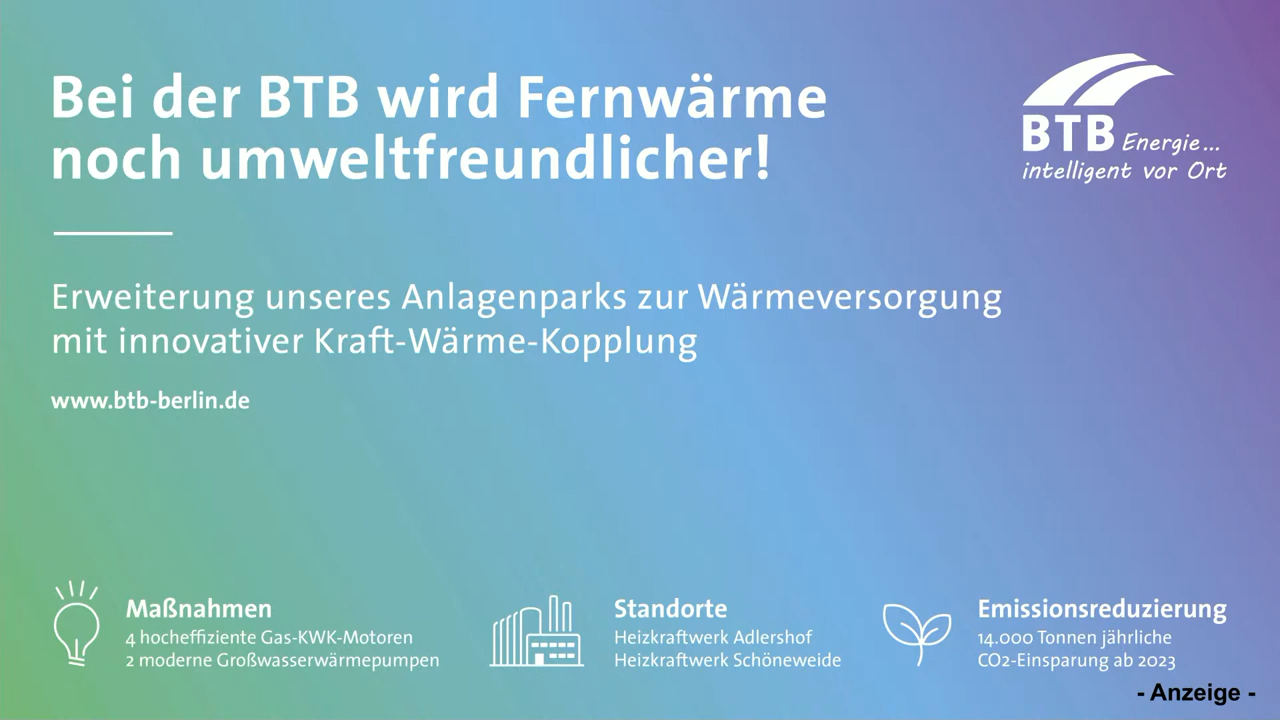 Bei der BTB wird Fernwärme
noch umweltfreundlicher!
BTB Energie...
intelligent vor Ort
Erweiterung unseres Anlagenparks zur Wärmeversorgung
mit innovativer Kraft-Wärme-Kopplung
www.btb-berlin.de
Maßnahmen
4 hocheffiziente Gas-KWK-Motoren
2 moderne Großwasserwärmepumpen
Standorte
Heizkraftwerk Adlershof
Heizkraftwerk Schöneweide
Emissionsreduzierung
14.000 Tonnen jährliche
CO2-Einsparung ab 2023
- Anzeige -